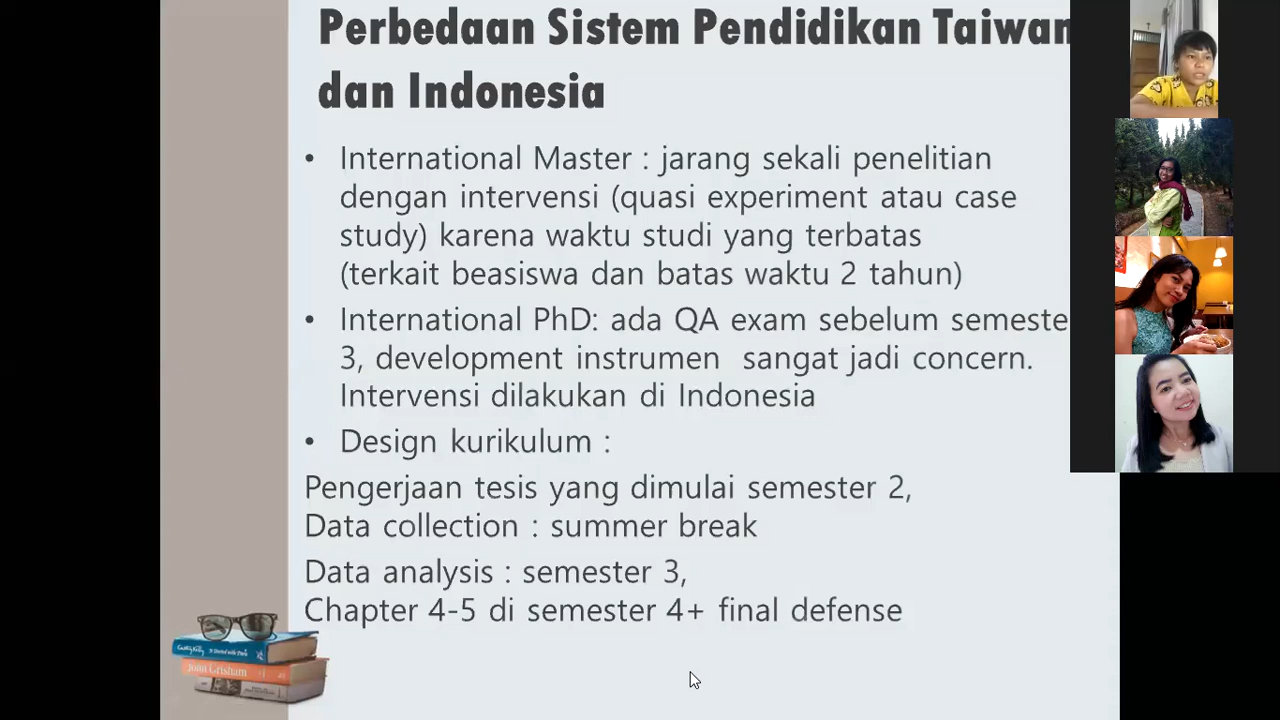 Perbedaan Sistem Pendidikan Taiwan
dan Indonesia
• International Master : jarang sekali penelitian
dengan intervensi (quasi experiment atau case
study) karena waktu studi yang terbatas
(terkait beasiswa dan batas waktu 2 tahun)
• International PhD: ada QA exam sebelum semeste
3, development instrumen sangat jadi concern.
Intervensi dilakukan di Indonesia
• Design kurikulum :
Pengerjaan tesis yang dimulai semester 2,
Data collection : summer break
Data analysis : semester 3,
Chapter 4-5 di semester 4+ final defense
John Grisham